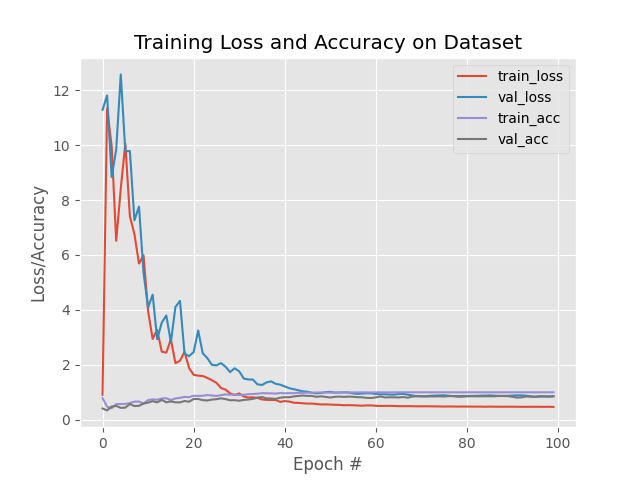 Training Loss and Accuracy on Dataset
train_loss
val_loss
train_acc
val_acc
Loss/Accuracy
12
10
8
6
4
2
0
0 20 40 60 80 100
Epoch #